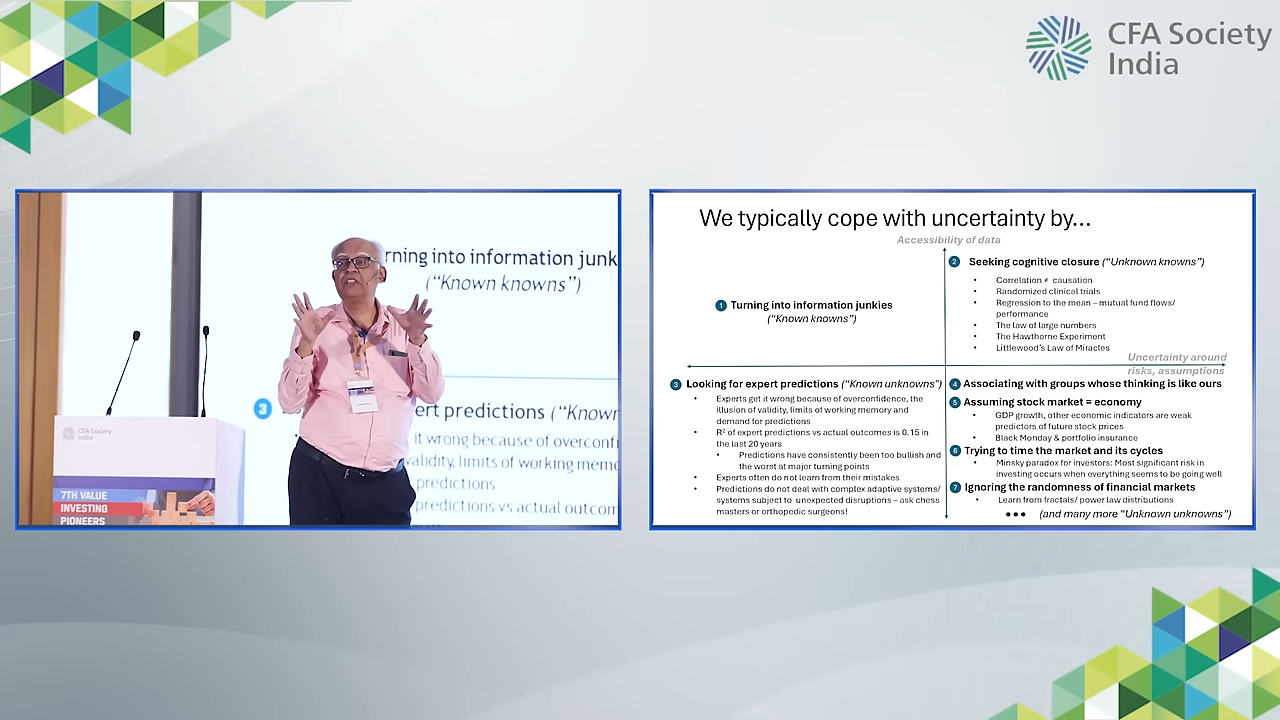 CFA Society
India
rning into information junk
("Known knowns")
3
ert predictions ("Known
it wrong because of overconfi
validity, limits of working memo
predictions
predictions vs actual outcom
CFA Society
India
7TH VALUE
INVESTING
PIONEERS
We typically cope with uncertainty by...
Accessibility of data
1 Turning into information junkies
("Known knowns")
2 Seeking cognitive closure ("Unknown knowns")
• Correlation ≠ causation
• Randomized clinical trials
• Regression to the mean – mutual fund flows/
performance
• The law of large numbers
• The Hawthorne Experiment
• Littlewood's Law of Miracles
Uncertainty around
risks, assumptions
3 Looking for expert predictions ("Known unknowns")
• Experts get it wrong because of overconfidence, the
illusion of validity, limits of working memory and
demand for predictions
• R² of expert predictions vs actual outcomes is 0.15 in
the last 20 years
• Predictions have consistently been too bullish and
the worst at major turning points
• Experts often do not learn from their mistakes
• Predictions do not deal with complex adaptive systems/
systems subject to unexpected disruptions – ask chess
masters or orthopedic surgeons!
4 Associating with groups whose thinking is like ours
5 Assuming stock market = economy
• GDP growth, other economic indicators are weak
predictors of future stock prices
• Black Monday & portfolio insurance
6 Trying to time the market and its cycles
• Minsky paradox for investors: Most significant risk in
investing occurs when everything seems to be going well
7 Ignoring the randomness of financial markets
• Learn from fractals/ power law distributions
••• (and many more "Unknown unknowns")